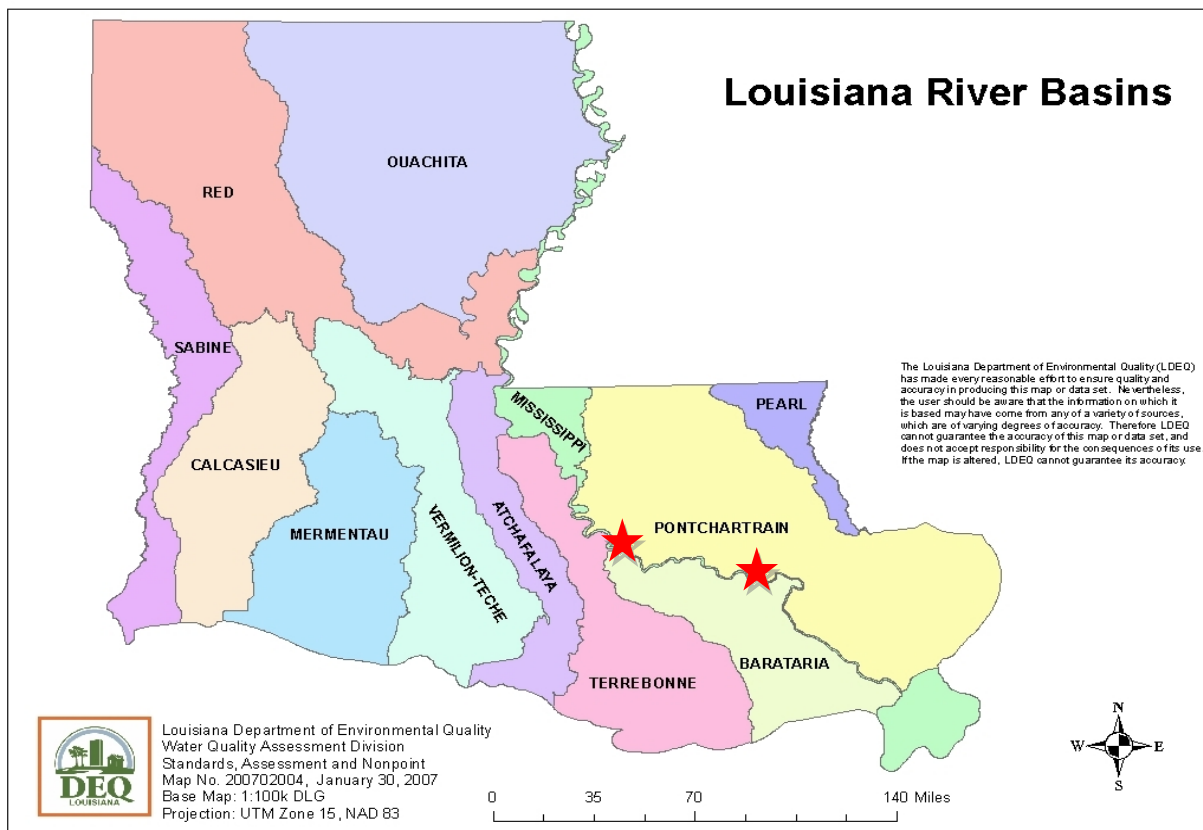 Louisiana River Basins
OUACHITA
RED
SABINE
CALCASIEU
MERMENTAU
VERMILION-TECHE
ATCHAFALAYA
MISSISSIPPI
PEARL
PONTCHARTRAIN
BARATARIA
TERREBONNE
The Louisiana Department of Environmental Quality (LDEQ)
has made every reasonable effort to ensure quality and
accuracy in producing this map or data set. Nevertheless,
the user should be aware that the information on which it
is based may have come from any of a variety of sources,
which are of varying degrees of accuracy. Therefore LDEQ
cannot guarantee the accuracy of this map or data set, and
does not accept responsibility for the consequences of its use
If the map is altered, LDEQ cannot guarantee its accuracy.
DEQ
LOUISIANA
Louisiana Department of Environmental Quality
Water Quality Assessment Division
Standards, Assessment and Nonpoint
Map No. 200702004, January 30, 2007
Base Map: 1:100k DLG
Projection: UTM Zone 15, NAD 83
0 35 70 140 Miles
N
W E
S